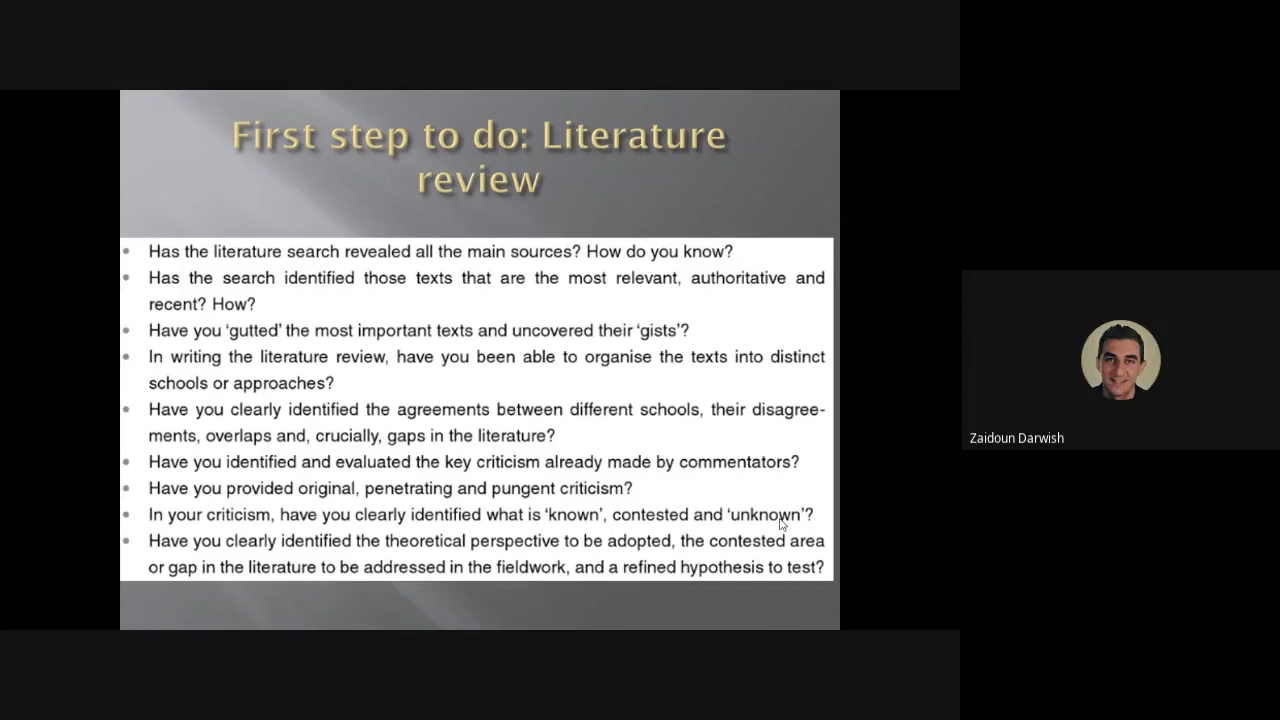 First step to do: Literature
review
• Has the literature search revealed all the main sources? How do you know?
• Has the search identified those texts that are the most relevant, authoritative and
recent? How?
• Have you ‘gutted’ the most important texts and uncovered their ‘gists’?
• In writing the literature review, have you been able to organise the texts into distinct
schools or approaches?
• Have you clearly identified the agreements between different schools, their disagree-
ments, overlaps and, crucially, gaps in the literature?
• Have you identified and evaluated the key criticism already made by commentators?
• Have you provided original, penetrating and pungent criticism?
• In your criticism, have you clearly identified what is ‘known’, contested and ‘unknown’?
• Have you clearly identified the theoretical perspective to be adopted, the contested area
or gap in the literature to be addressed in the fieldwork, and a refined hypothesis to test?
Zaidoun Darwish